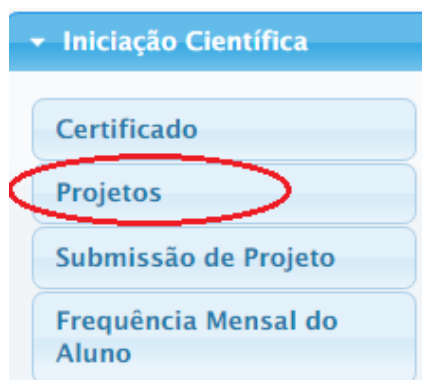 Iniciação Científica
Certificado
Projetos
Submissão de Projeto
Frequência Mensal do
Aluno